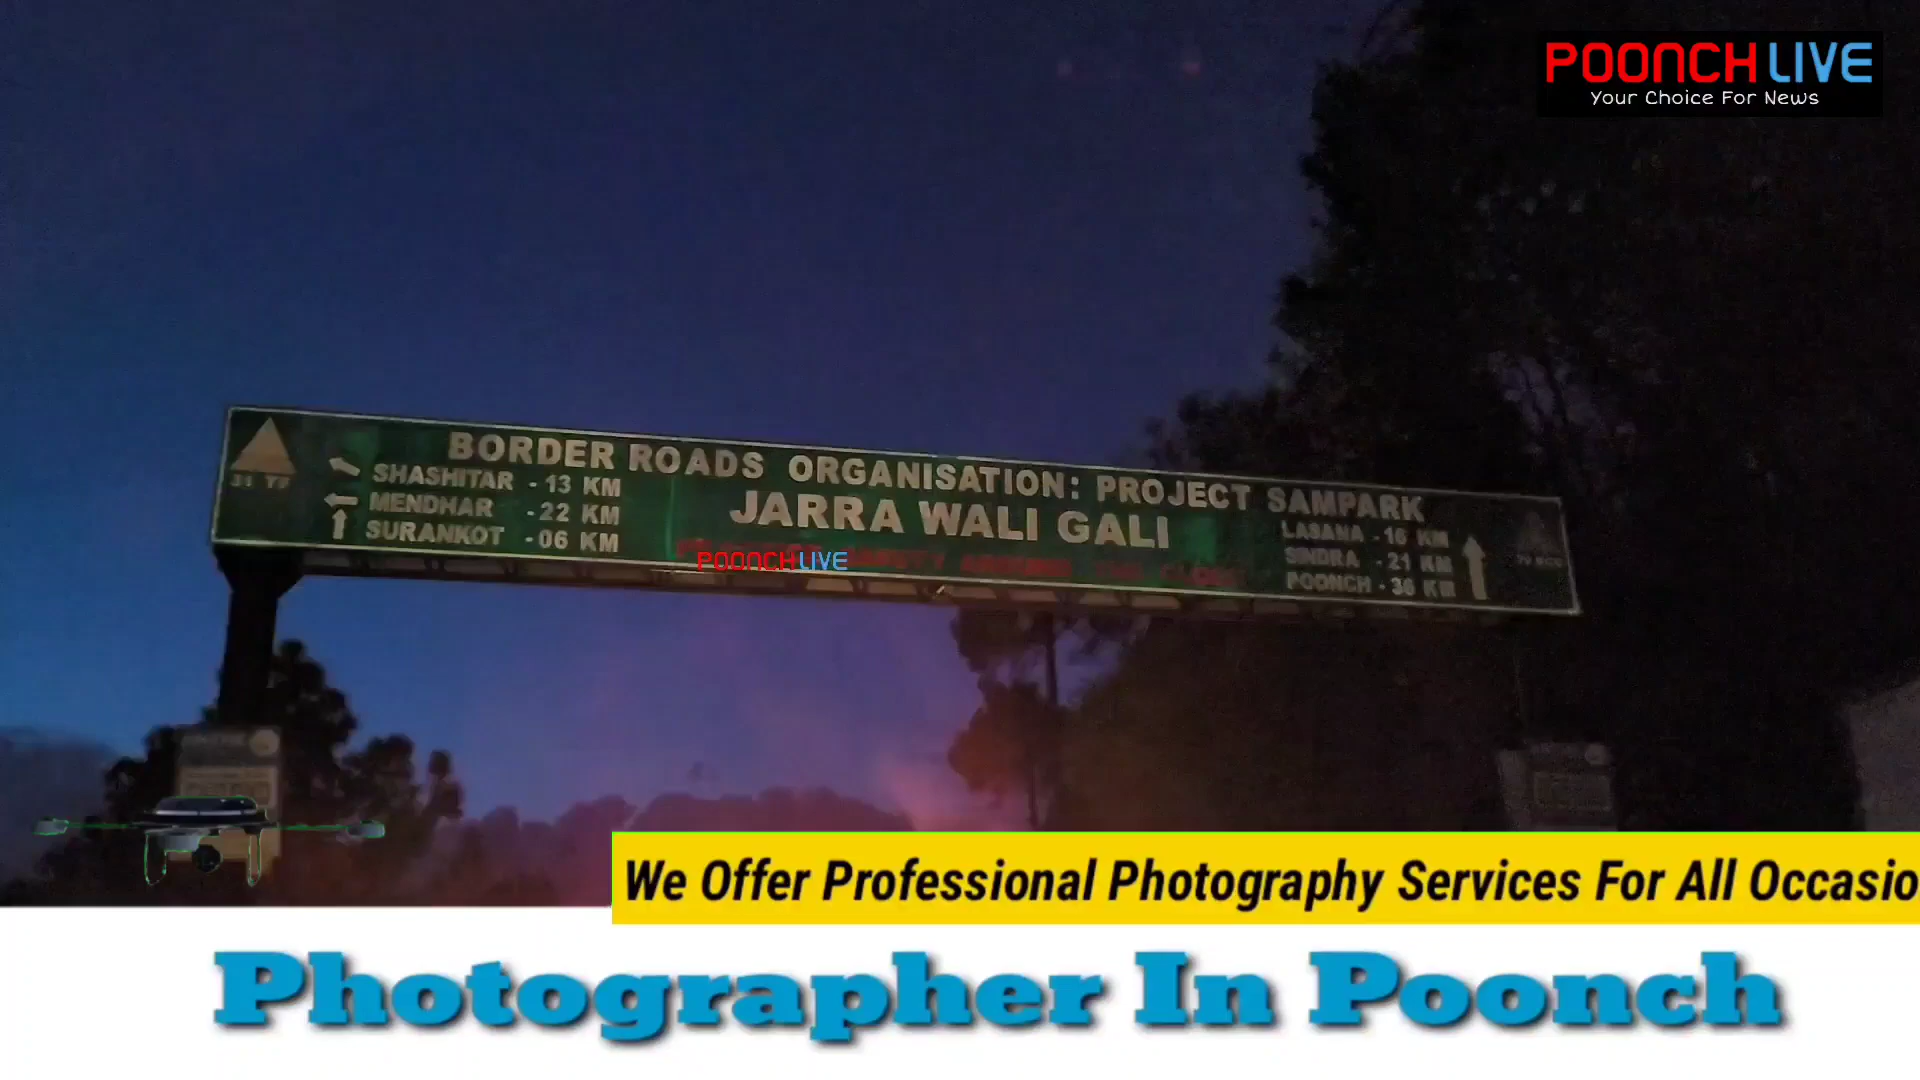 POONCH LIVE
Your Choice For News
BORDER ROADS ORGANISATION: PROJECT SAMPARK
SHASHITAR - 13 KM
MENDHAR - 22 KM
SURANKOT - 06 KM
JARRA WALI GALI
LASANA - 16 KM
SINDRA - 21 KM
POONCH - 36 KM
POONCH LIVE
We Offer Professional Photography Services For All Occasio
Photographer In Poonch